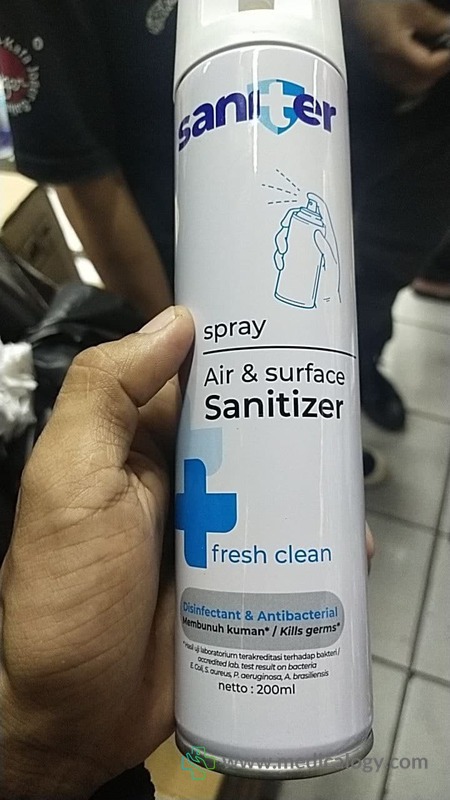 saniter
spray
Air & surface
Sanitizer
fresh clean
Disinfectant & Antibacterial
Membunuh kuman* / Kills germs*
*Hasil uji laboratorium terakreditasi terhadap bakteri /
accredited lab. test result on bacteria
E. Coli, S. aureus, P. aeruginosa, A. brasiliensis
netto : 200ml
www.medicalogy.com